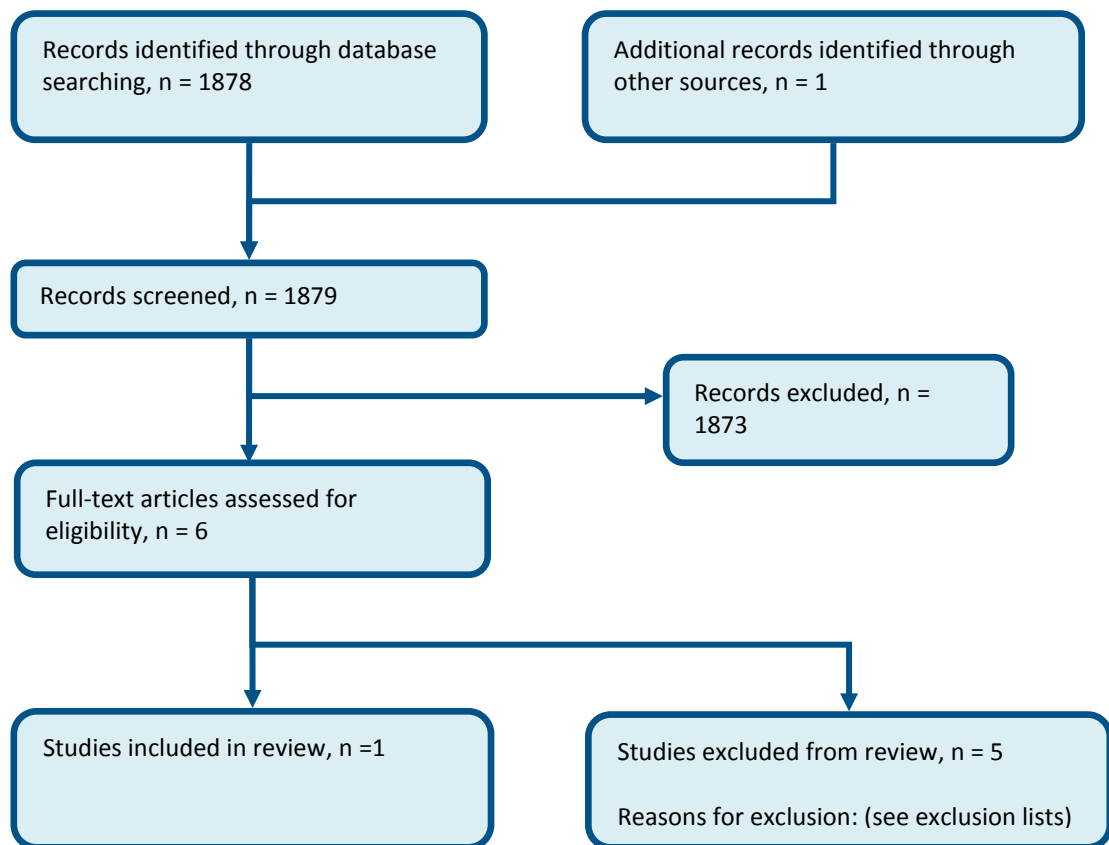 Records identified through database
searching, n = 1878
Additional records identified through
other sources, n = 1
Records screened, n = 1879
Records excluded, n =
1873
Full-text articles assessed for
eligibility, n = 6
Studies included in review, n =1
Studies excluded from review, n = 5
Reasons for exclusion: (see exclusion lists)